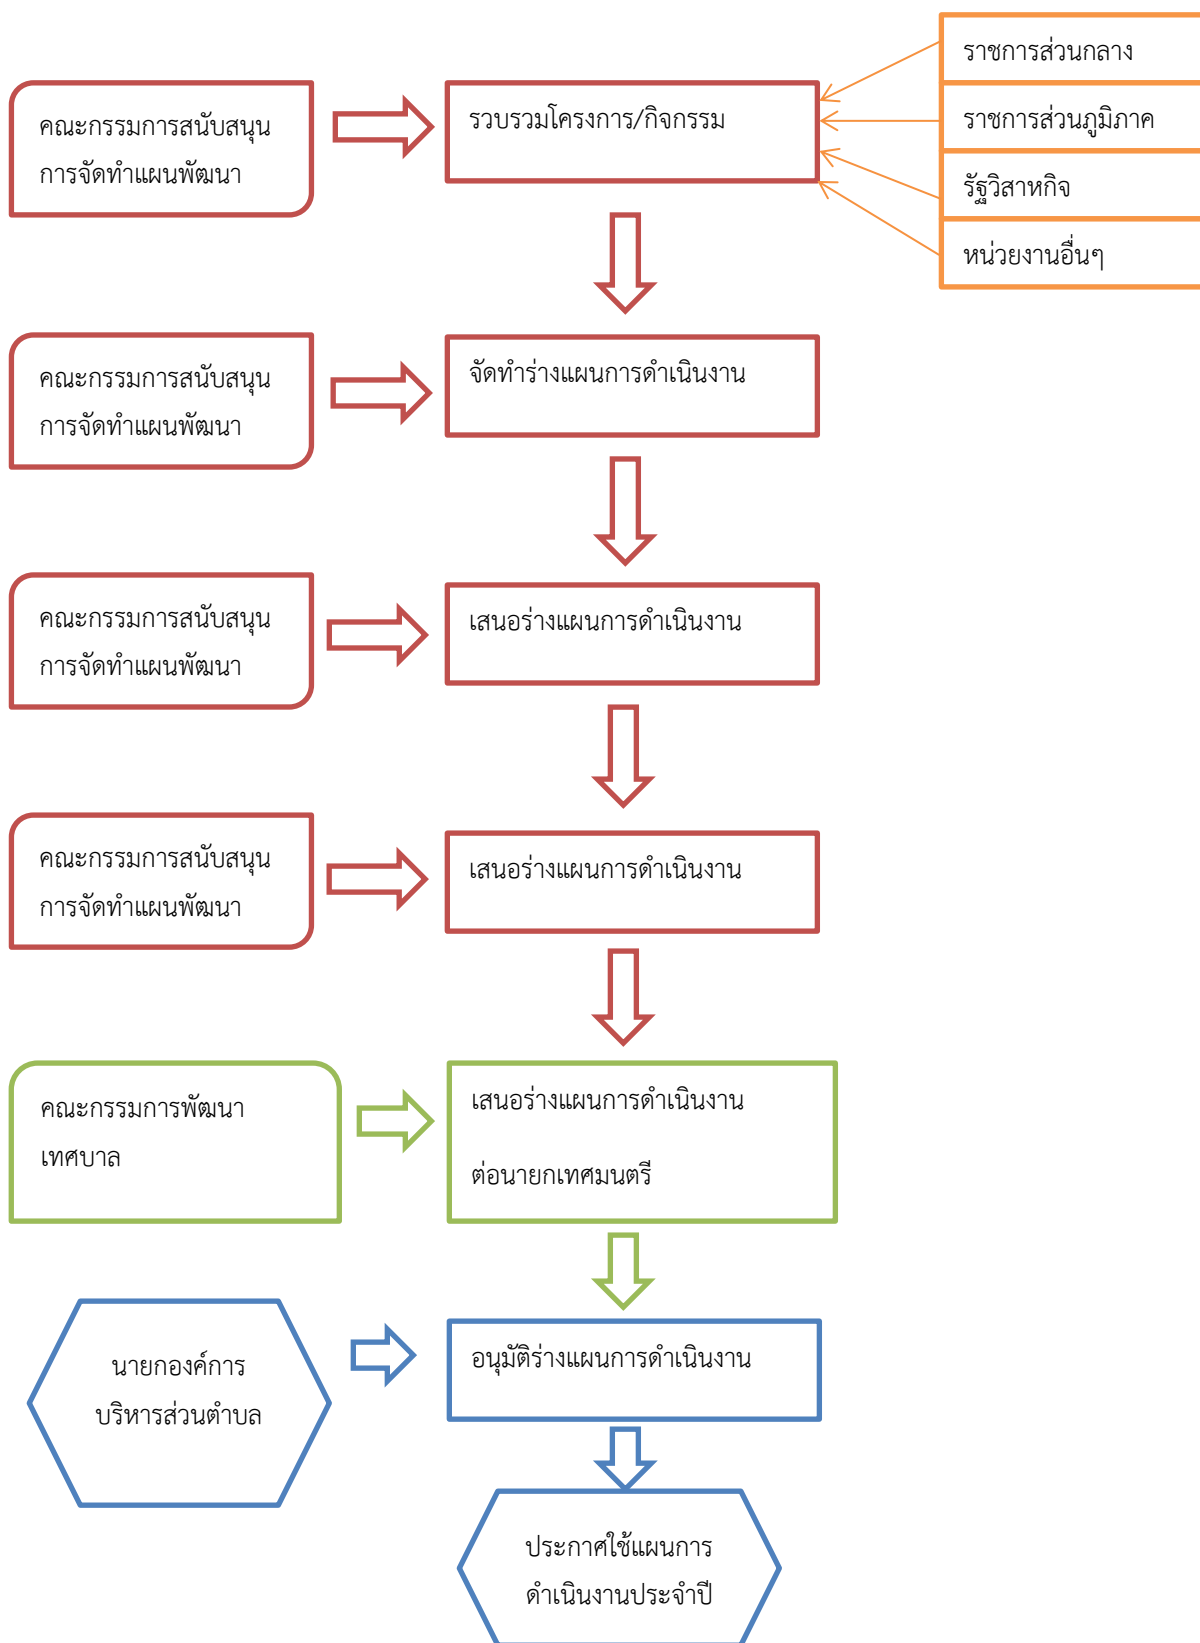 ราชการส่วนกลาง
คณะกรรมการสนับสนุน
การจัดทำแผนพัฒนา
รวบรวมโครงการ/กิจกรรม
ราชการส่วนภูมิภาค
รัฐวิสาหกิจ
หน่วยงานอื่นๆ
คณะกรรมการสนับสนุน
การจัดทำแผนพัฒนา
จัดทำร่างแผนการดำเนินงาน
คณะกรรมการสนับสนุน
การจัดทำแผนพัฒนา
เสนอร่างแผนการดำเนินงาน
คณะกรรมการสนับสนุน
การจัดทำแผนพัฒนา
เสนอร่างแผนการดำเนินงาน
คณะกรรมการพัฒนา
เทศบาล
เสนอร่างแผนการดำเนินงาน
ต่อนายกเทศมนตรี
นายกองค์การ
บริหารส่วนตำบล
อนุมัติร่างแผนการดำเนินงาน
ประกาศใช้แผนการ
ดำเนินงานประจำปี